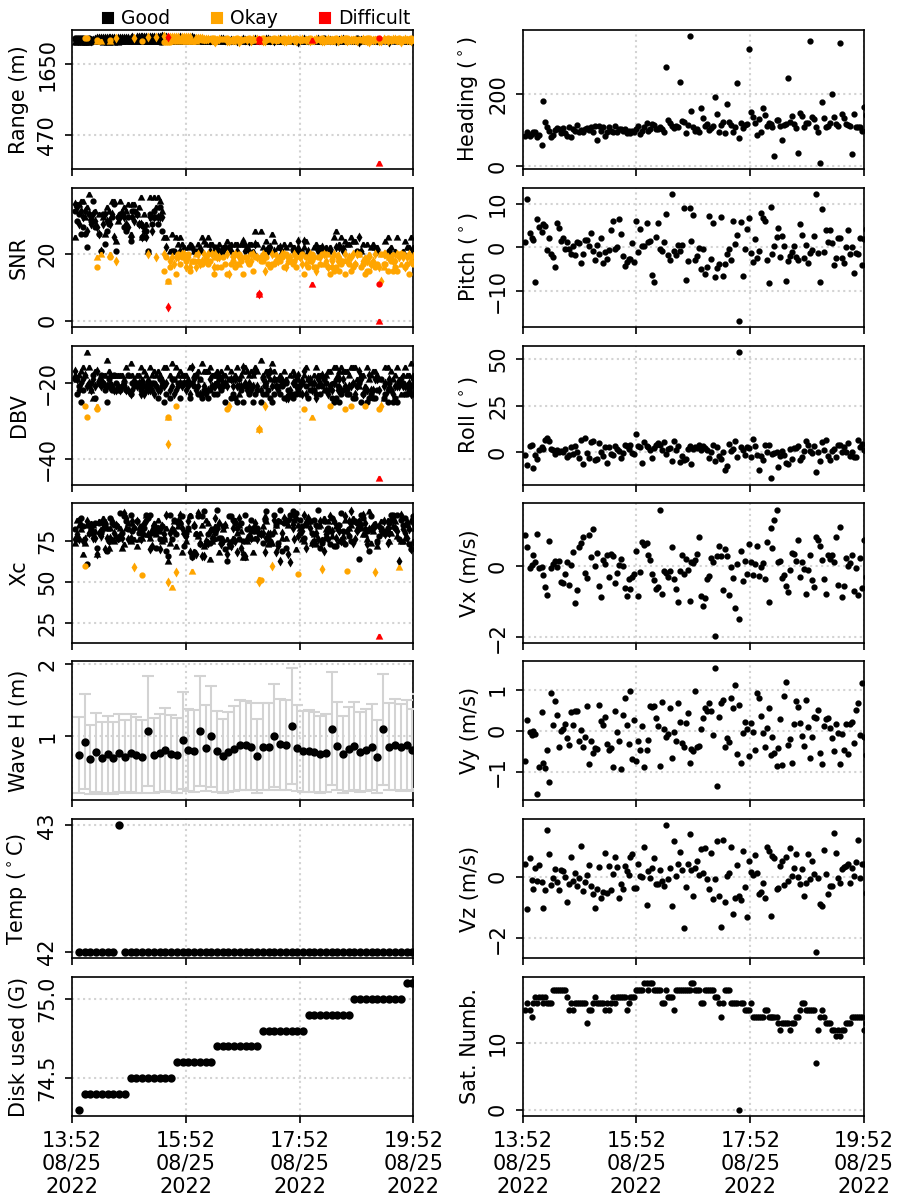 Good Okay Difficult
Range (m)
1650
470
SNR
20
0
DBV
−20
−40
Xc
75
50
25
Wave H (m)
2
1
Temp (°C)
43
42
Disk used (G)
75.0
74.5
13:52 15:52 17:52 19:52
08/25 08/25 08/25 08/25
2022 2022 2022 2022
Heading (°)
200
0
Pitch (°)
10
0
−10
Roll (°)
50
25
0
Vx (m/s)
0
−2
Vy (m/s)
1
0
−1
Vz (m/s)
0
−2
Sat. Numb.
10
0
13:52 15:52 17:52 19:52
08/25 08/25 08/25 08/25
2022 2022 2022 2022